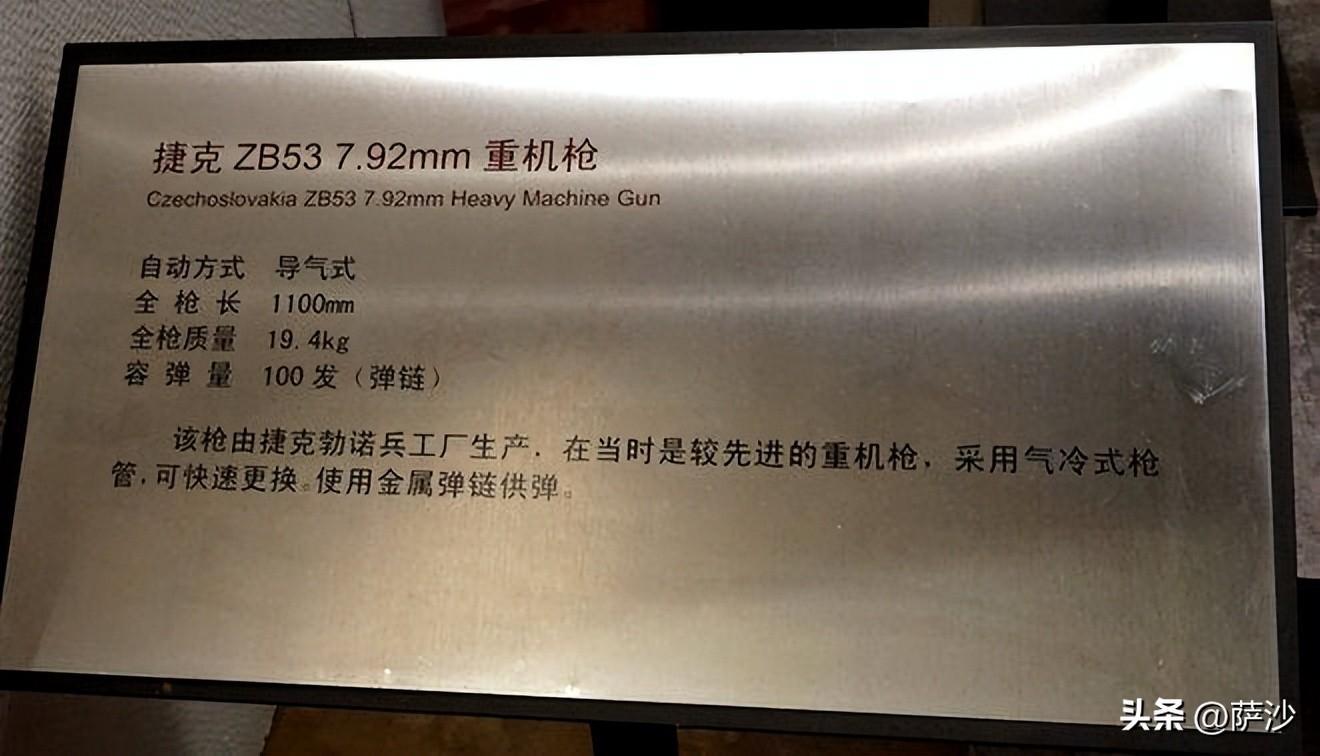 捷克 ZB53 7.92mm 重机枪
Czechoslovakia ZB53 7.92mm Heavy Machine Gun
自动方式 导气式
全 枪 长 1100mm
全枪质量 19.4kg
容 弹 量 100 发（弹链）
该枪由捷克勃诺兵工厂生产．在当时是较先进的重机枪，采用气冷式枪
管，可快速更换。使用金属弹链供弹。
头条 @萨沙